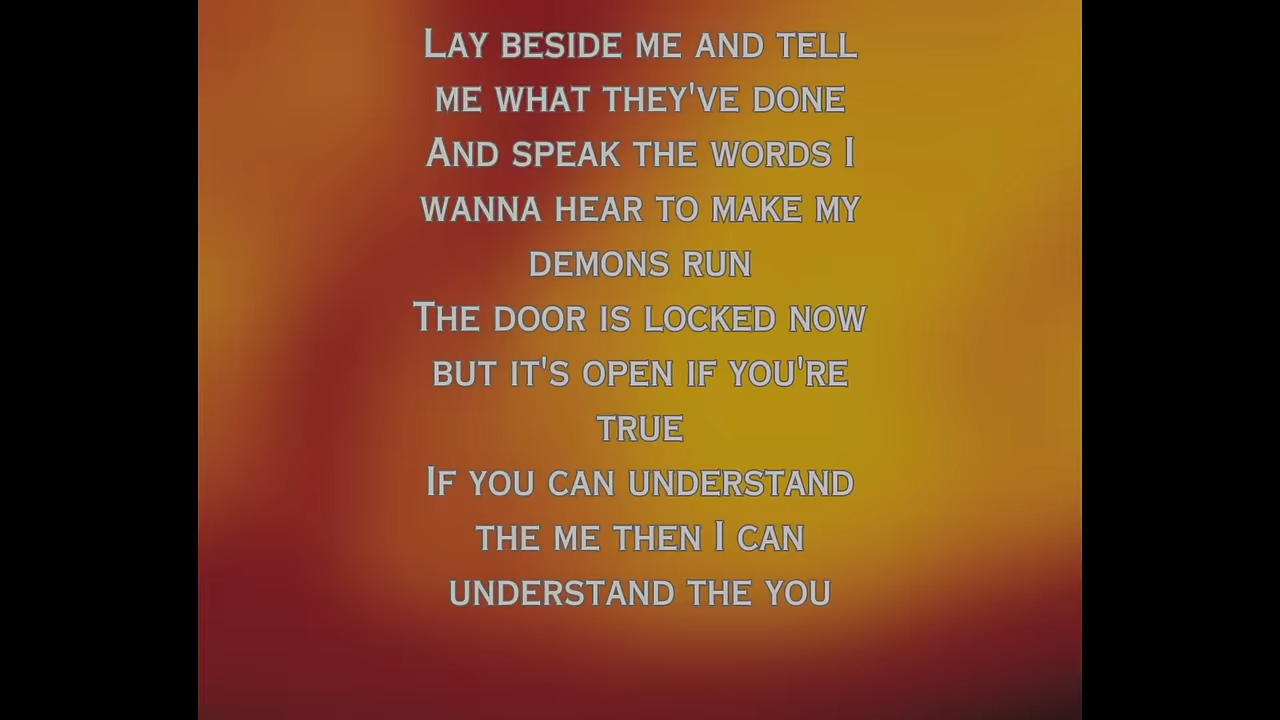 Lay beside me and tell
me what they've done
And speak the words I
wanna hear to make my
demons run
The door is locked now
but it's open if you're
true
If you can understand
the me then I can
understand the you